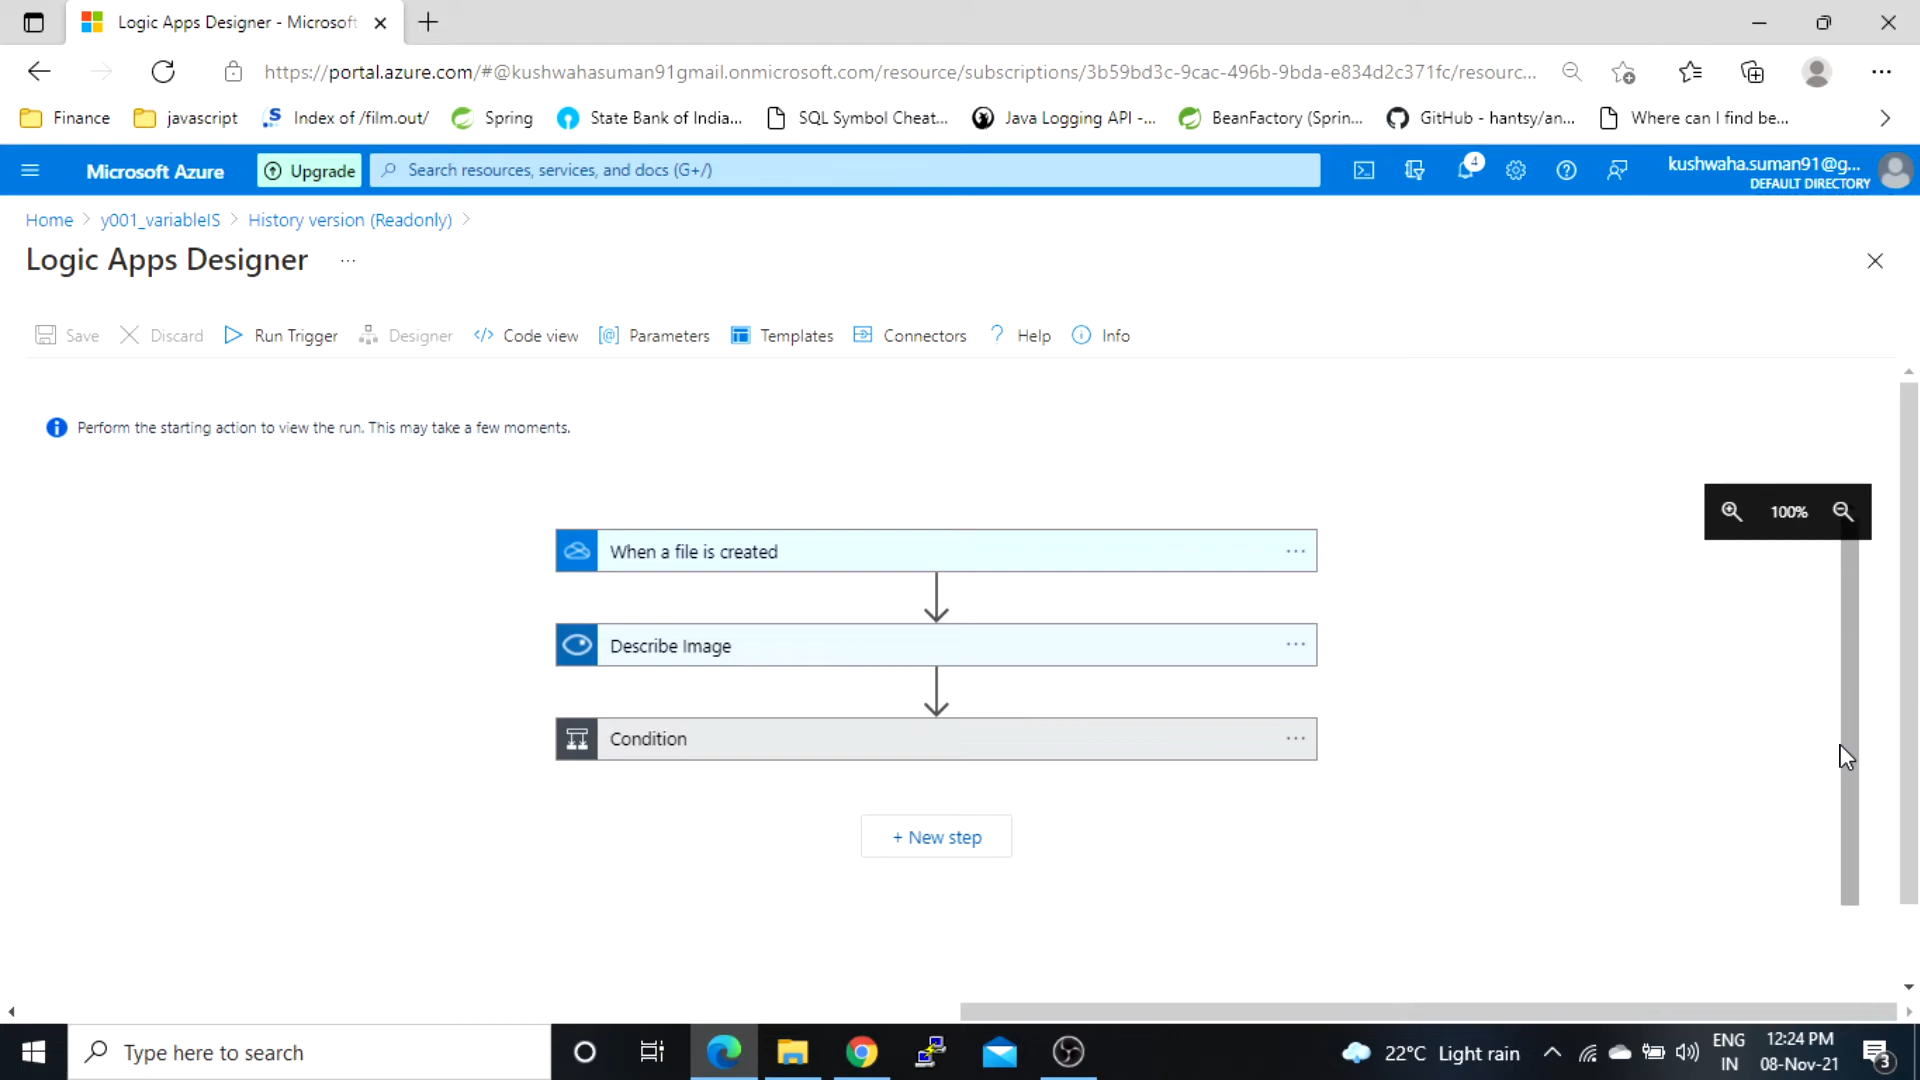 Logic Apps Designer - Microsoft
https://portal.azure.com/#@kushwahasuman91gmail.onmicrosoft.com/resource/subscriptions/3b59bd3c-9cac-496b-9bda-e834d2c371fc/resourc...
Finance javascript Index of /film.out/ Spring State Bank of India... SQL Symbol Cheat... Java Logging API -... BeanFactory (Sprin... GitHub - hantsy/an... Where can I find be...
Microsoft Azure Upgrade Search resources, services, and docs (G+/) 4 kushwaha.suman91@g...
DEFAULT DIRECTORY
Home > y001_variableIS > History version (Readonly) >
Logic Apps Designer ...
Save Discard Run Trigger Designer </> Code view [@] Parameters Templates Connectors ? Help Info
Perform the starting action to view the run. This may take a few moments.
100%
When a file is created ...
Describe Image ...
Condition ...
+ New step
Type here to search 22°C Light rain ENG 12:24 PM
IN 08-Nov-21 3